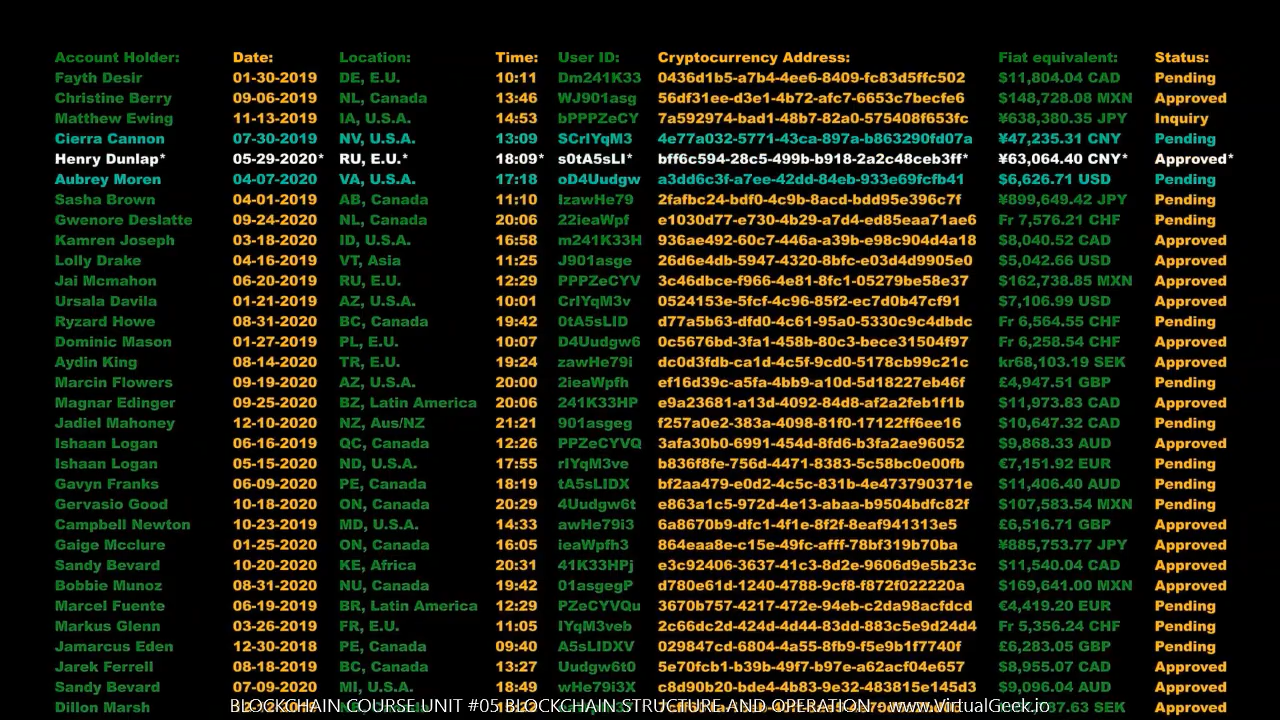 Account Holder: Date: Location: Time: User ID: Cryptocurrency Address: Fiat equivalent: Status:
Fayth Desir 01-30-2019 DE, E.U. 10:11 Dm241K33 0436d1b5-a7b4-4ee6-8409-fc83d5ffc502 $11,804.04 CAD Pending
Christine Berry 09-06-2019 NL, Canada 13:46 WJ901asg 56df31ee-d3e1-4b72-afc7-6653c7becfe6 $148,728.08 MXN Approved
Matthew Ewing 11-13-2019 IA, U.S.A. 14:53 bPPPZeCY 7a592974-bad1-48b7-82a0-575408f653fc ¥638,380.35 JPY Inquiry
Cierra Cannon 07-30-2019 NV, U.S.A. 13:09 SCrIYqM3 4e77a032-5771-43ca-897a-b863290fd07a ¥47,235.31 CNY Pending
Henry Dunlap* 05-29-2020* RU, E.U.* 18:09* s0tA5sLI* bff6c594-28c5-499b-b918-2a2c48ceb3ff* ¥63,064.40 CNY* Approved*
Aubrey Moren 04-07-2020 VA, U.S.A. 17:18 oD4Uudgw a3dd6c3f-a7ee-42dd-84eb-933e69fcfb41 $6,626.71 USD Pending
Sasha Brown 04-01-2019 AB, Canada 11:10 IzawHe79 2fafbc24-bdf0-4c9b-8acd-bdd95e396c7f ¥899,649.42 JPY Pending
Gwenore Deslatte 09-24-2020 NL, Canada 20:06 22ieaWpf e1030d77-e730-4b29-a7d4-ed85eaa71ae6 Fr 7,576.21 CHF Pending
Kamren Joseph 03-18-2020 ID, U.S.A. 16:58 m241K33H 936ae492-60c7-446a-a39b-e98c904d4a18 $8,040.52 CAD Approved
Lolly Drake 04-16-2019 VT, Asia 11:25 J901asge 26d6e4db-5947-4320-8bfc-e03d4d9905e0 $5,042.66 USD Approved
Jai Mcmahon 06-20-2019 RU, E.U. 12:29 PPPZeCYV 3c46dbce-f966-4e81-8fc1-05279be58e37 $162,738.85 MXN Approved
Ursala Davila 01-21-2019 AZ, U.S.A. 10:01 CrIYqM3v 0524153e-5fcf-4c96-85f2-ec7d0b47cf91 $7,106.99 USD Approved
Ryzard Howe 08-31-2020 BC, Canada 19:42 0tA5sLID d77a5b63-dfd0-4c61-95a0-5330c9c4dbdc Fr 6,564.55 CHF Pending
Dominic Mason 01-27-2019 PL, E.U. 10:07 D4Uudgw6 0c5676bd-3fa1-458b-80c3-bece31504f97 Fr 6,258.54 CHF Approved
Aydin King 08-14-2020 TR, E.U. 19:24 zawHe79i dc0d3fdb-ca1d-4c5f-9cd0-5178cb99c21c kr68,103.19 SEK Approved
Marcin Flowers 09-19-2020 AZ, U.S.A. 20:00 2ieaWpfh ef16d39c-a5fa-4bb9-a10d-5d18227eb46f £4,947.51 GBP Pending
Magnar Edinger 09-25-2020 BZ, Latin America 20:06 241K33HP e9a23681-a13d-4092-84d8-af2a2feb1f1b $11,973.83 CAD Approved
Jadiel Mahoney 12-10-2020 NZ, Aus/NZ 21:21 901asgeg f257a0e2-383a-4098-81f0-17122ff6ee16 $10,647.32 CAD Pending
Ishaan Logan 06-16-2019 QC, Canada 12:26 PPZeCYVQ 3afa30b0-6991-454d-8fd6-b3fa2ae96052 $9,868.33 AUD Approved
Ishaan Logan 05-15-2020 ND, U.S.A. 17:55 rIYqM3ve b836f8fe-756d-4471-8383-5c58bc0e00fb €7,151.92 EUR Pending
Gavyn Franks 06-09-2020 PE, Canada 18:19 tA5sLIDX bf2aa479-e0d2-4c5c-831b-4e473790371e $11,406.40 AUD Pending
Gervasio Good 10-18-2020 ON, Canada 20:29 4Uudgw6t e863a1c5-972d-4e13-abaa-b9504bdfc82f $107,583.54 MXN Pending
Campbell Newton 10-23-2019 MD, U.S.A. 14:33 awHe79i3 6a8670b9-dfc1-4f1e-8f2f-8eaf941313e5 £6,516.71 GBP Approved
Gaige Mcclure 01-25-2020 ON, Canada 16:05 ieaWpfh3 864eaa8e-c15e-49fc-afff-78bf319b70ba ¥885,753.77 JPY Approved
Sandy Bevard 10-20-2020 KE, Africa 20:31 41K33HPj e3c92406-3637-41c3-8d2e-9606d9e5b23c $11,540.04 CAD Approved
Bobbie Munoz 08-31-2020 NU, Canada 19:42 01asgegP d780e61d-1240-4788-9cf8-f872f022220a $169,641.00 MXN Approved
Marcel Fuente 06-19-2019 BR, Latin America 12:29 PZeCYVQu 3670b757-4217-472e-94eb-c2da98acfdcd €4,419.20 EUR Pending
Markus Glenn 03-26-2019 FR, E.U. 11:05 IYqM3veb 2c66dc2d-424d-4d44-83dd-883c5e9d24d4 Fr 5,356.24 CHF Pending
Jamarcus Eden 12-30-2018 PE, Canada 09:40 A5sLIDXV 029847cd-6804-4a55-8fb9-f5e9b1f7740f £6,283.05 GBP Pending
Jarek Ferrell 08-18-2019 BC, Canada 13:27 Uudgw6t0 5e70fcb1-b39b-49f7-b97e-a62acf04e657 $8,955.07 CAD Approved
Sandy Bevard 07-09-2020 MI, U.S.A. 18:49 wHe79i3X c8d90b20-bde4-4b83-9e32-483815e145d3 $9,096.04 AUD Approved
Dillon Marsh
BLOCKCHAIN COURSE UNIT #05 BLOCKCHAIN STRUCTURE AND OPERATION - www.VirtualGeek.io